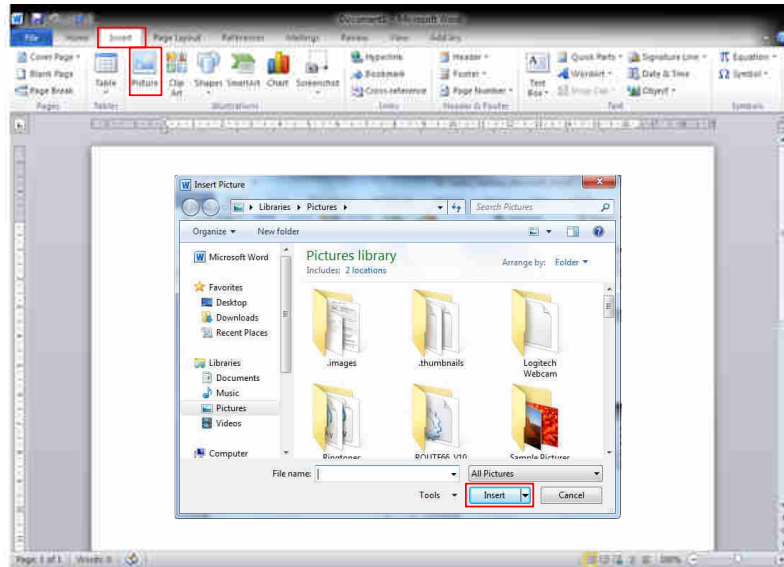 Document1 - Microsoft Word
File Home Insert Page Layout References Mailings Review View Add-Ins
Cover Page
Blank Page
Page Break
Table
Picture
Clip
Art
Shapes
SmartArt
Chart
Screenshot
Hyperlink
Bookmark
Cross-reference
Header
Footer
Page Number
Text
Box
Quick Parts
WordArt
Drop Cap
Signature Line
Date & Time
Object
Equation
Symbol
Pages Tables Illustrations Links Header & Footer Text Symbols
Insert Picture
Libraries Pictures Search Pictures
Organize New folder
Microsoft Word
Favorites
Desktop
Downloads
Recent Places
Libraries
Documents
Music
Pictures
Videos
Computer
Pictures library
Includes: 2 locations
Arrange by: Folder
.images
.thumbnails
Logitech
Webcam
Ringtones
ROUTE66_V10
Sample Pictures
File name: All Pictures
Tools Insert Cancel
Page: 1 of 1 Words: 0 100%